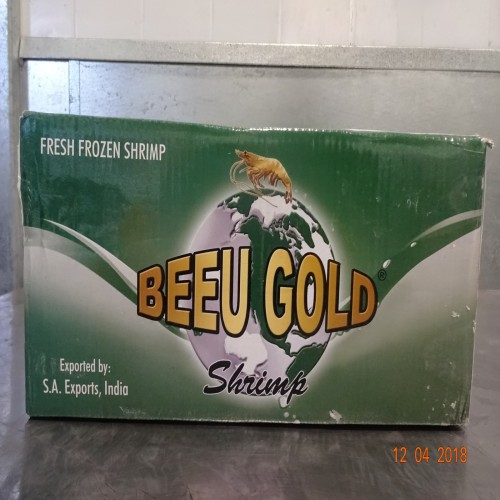 FRESH FROZEN SHRIMP
BEEU GOLD®
Shrimp
Exported by:
S.A. Exports, India
12 04 2018